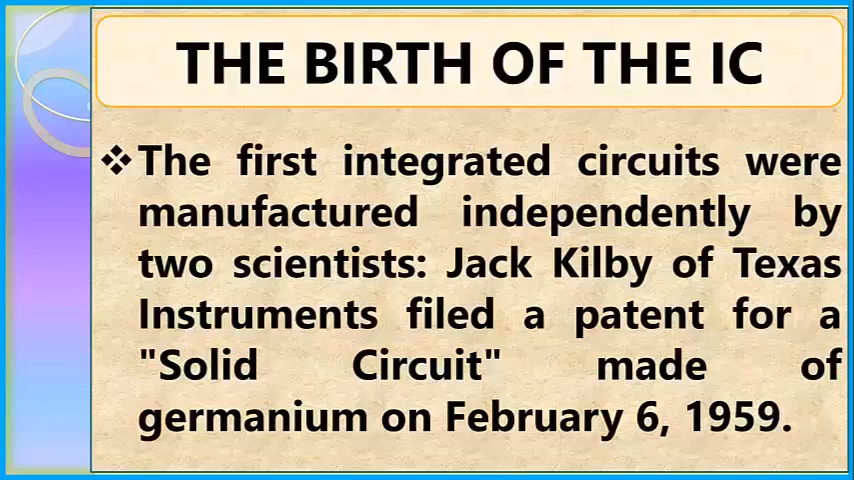 THE BIRTH OF THE IC
❖The first integrated circuits were
manufactured independently by
two scientists: Jack Kilby of Texas
Instruments filed a patent for a
"Solid Circuit" made of
germanium on February 6, 1959.